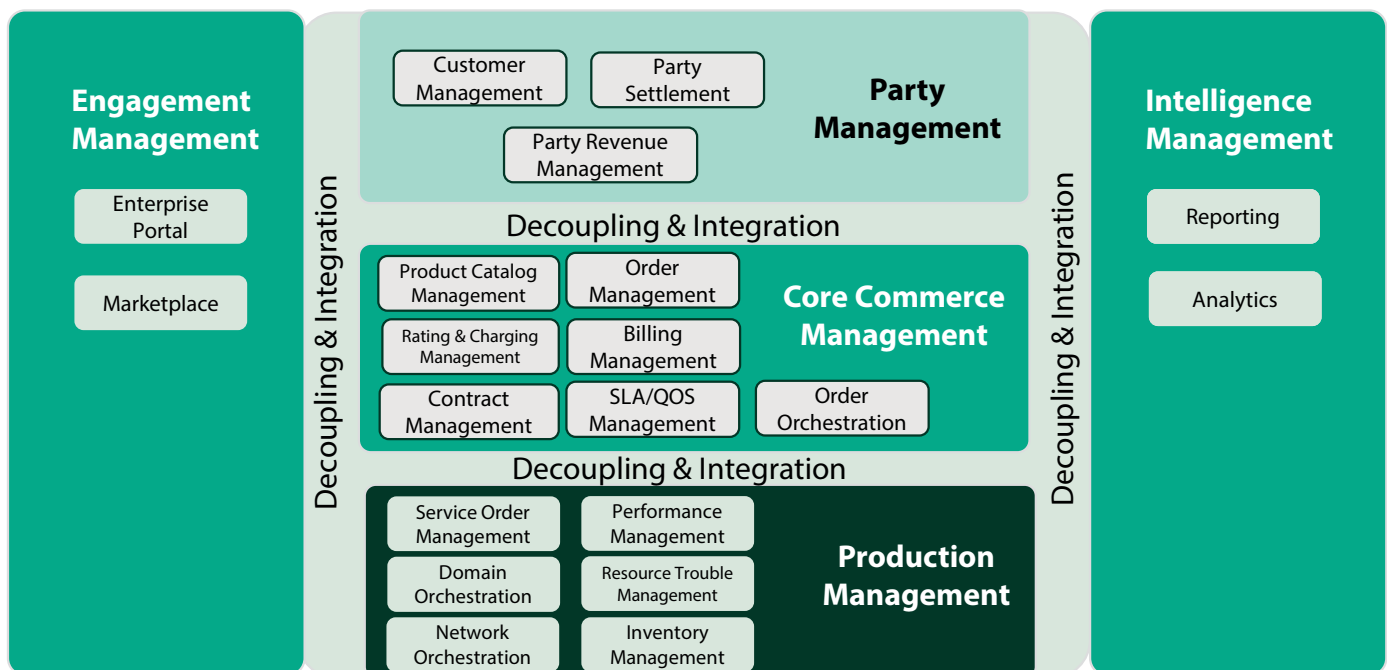 Engagement
Management
Enterprise
Portal
Marketplace
Decoupling & Integration
Customer
Management
Party
Settlement
Party Revenue
Management
Party
Management
Decoupling & Integration
Product Catalog
Management
Order
Management
Rating & Charging
Management
Billing
Management
Contract
Management
SLA/QOS
Management
Order
Orchestration
Core Commerce
Management
Decoupling & Integration
Service Order
Management
Performance
Management
Domain
Orchestration
Resource Trouble
Management
Network
Orchestration
Inventory
Management
Production
Management
Decoupling & Integration
Intelligence
Management
Reporting
Analytics